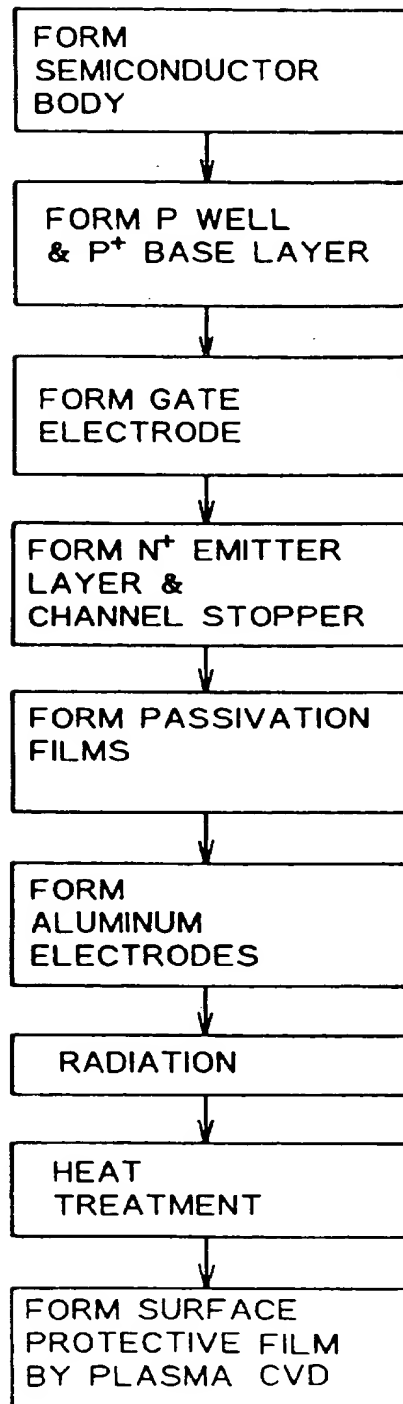 FORM
SEMICONDUCTOR
BODY
FORM P WELL
& P+ BASE LAYER
FORM GATE
ELECTRODE
FORM N+ EMITTER
LAYER &
CHANNEL STOPPER
FORM PASSIVATION
FILMS
FORM
ALUMINUM
ELECTRODES
RADIATION
HEAT
TREATMENT
FORM SURFACE
PROTECTIVE FILM
BY PLASMA CVD